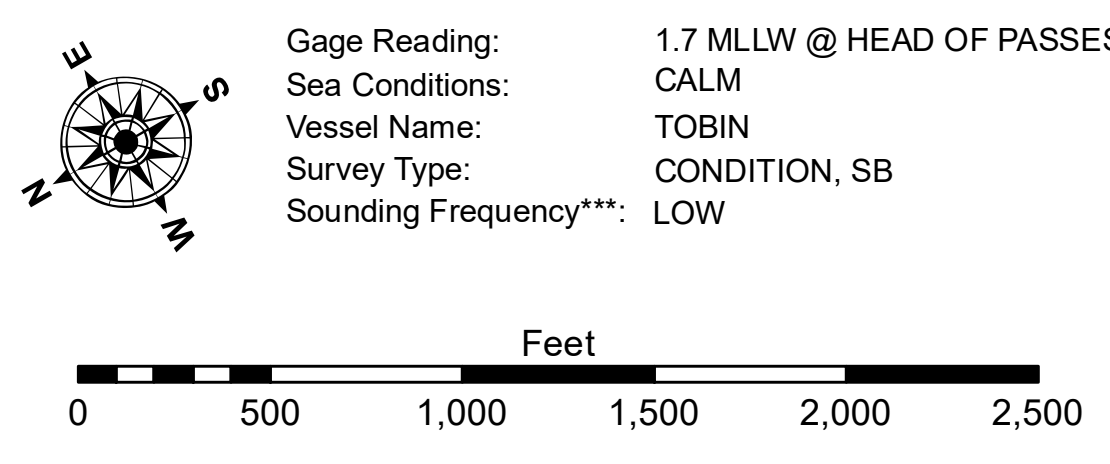 E
S
N
W
Gage Reading: 1.7 MLLW @ HEAD OF PASSES
Sea Conditions: CALM
Vessel Name: TOBIN
Survey Type: CONDITION, SB
Sounding Frequency***: LOW
Feet
0 500 1,000 1,500 2,000 2,500